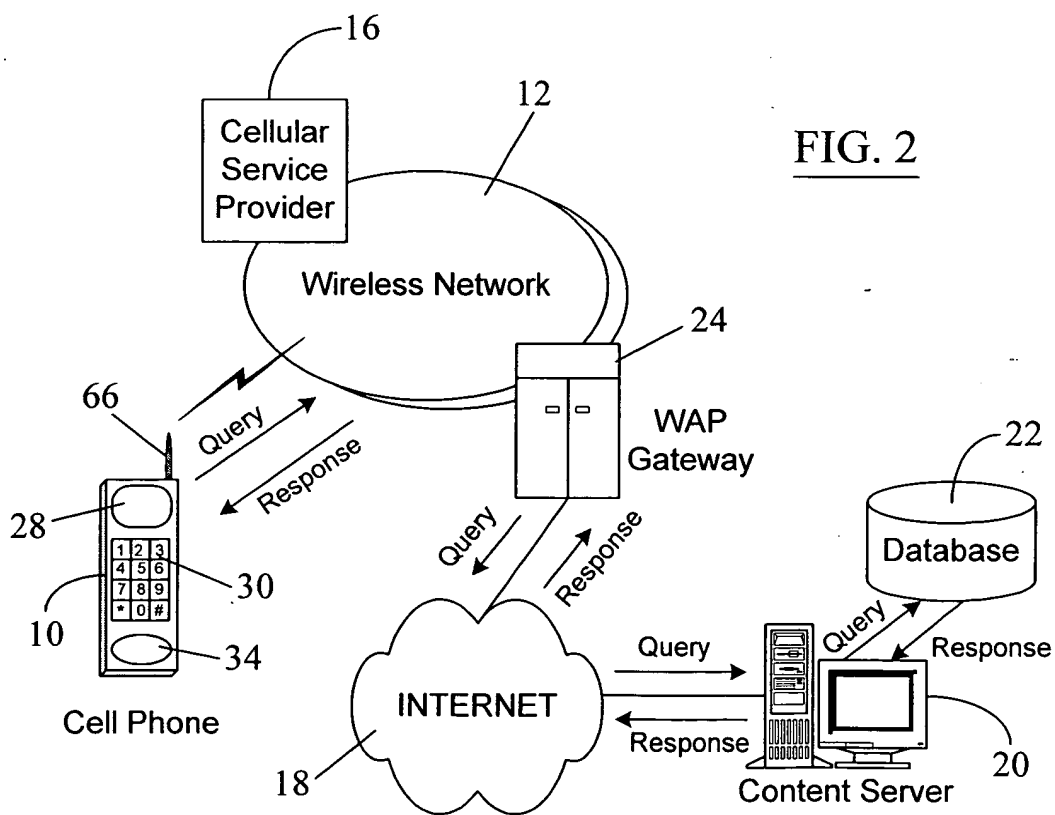 16
12
FIG. 2
Cellular
Service
Provider
Wireless Network
24
66
Query
Response
WAP
Gateway
22
28
1 2 3
4 5 6
7 8 9
* 0 #
30
10
34
Cell Phone
Query
Response
Database
Query
Response
INTERNET
Query
Response
18
20
Content Server